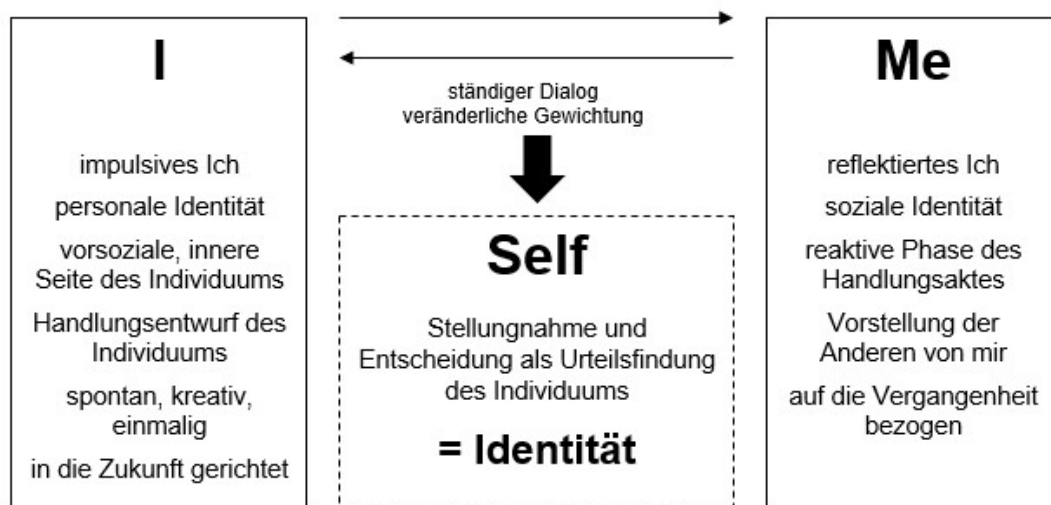 I
impulsives Ich
personale Identität
vorsoziale, innere
Seite des Individuums
Handlungsentwurf des
Individuums
spontan, kreativ,
einmalig
in die Zukunft gerichtet
ständiger Dialog
veränderliche Gewichtung
Self
Stellungnahme und
Entscheidung als Urteilsfindung
des Individuums
= Identität
Me
reflektiertes Ich
soziale Identität
reaktive Phase des
Handlungsaktes
Vorstellung der
Anderen von mir
auf die Vergangenheit
bezogen